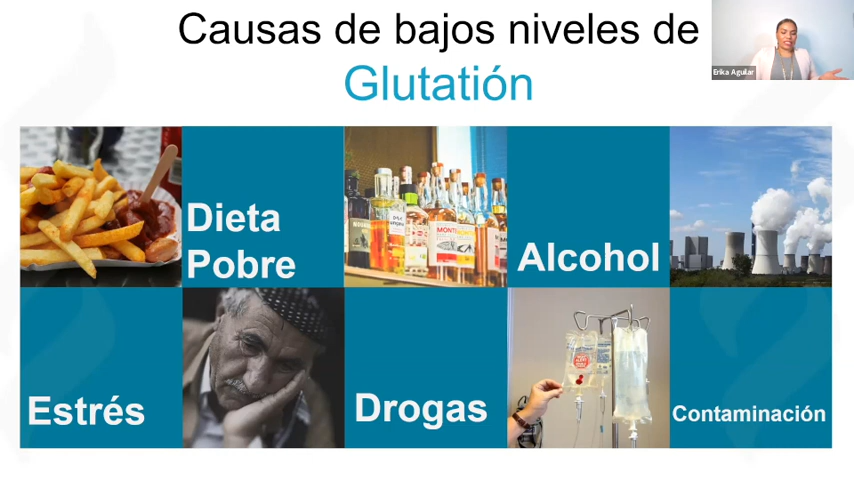 Causas de bajos niveles de
Glutatión
Erika Aguilar
Dieta
Pobre
Alcohol
Estrés
Drogas
Contaminación